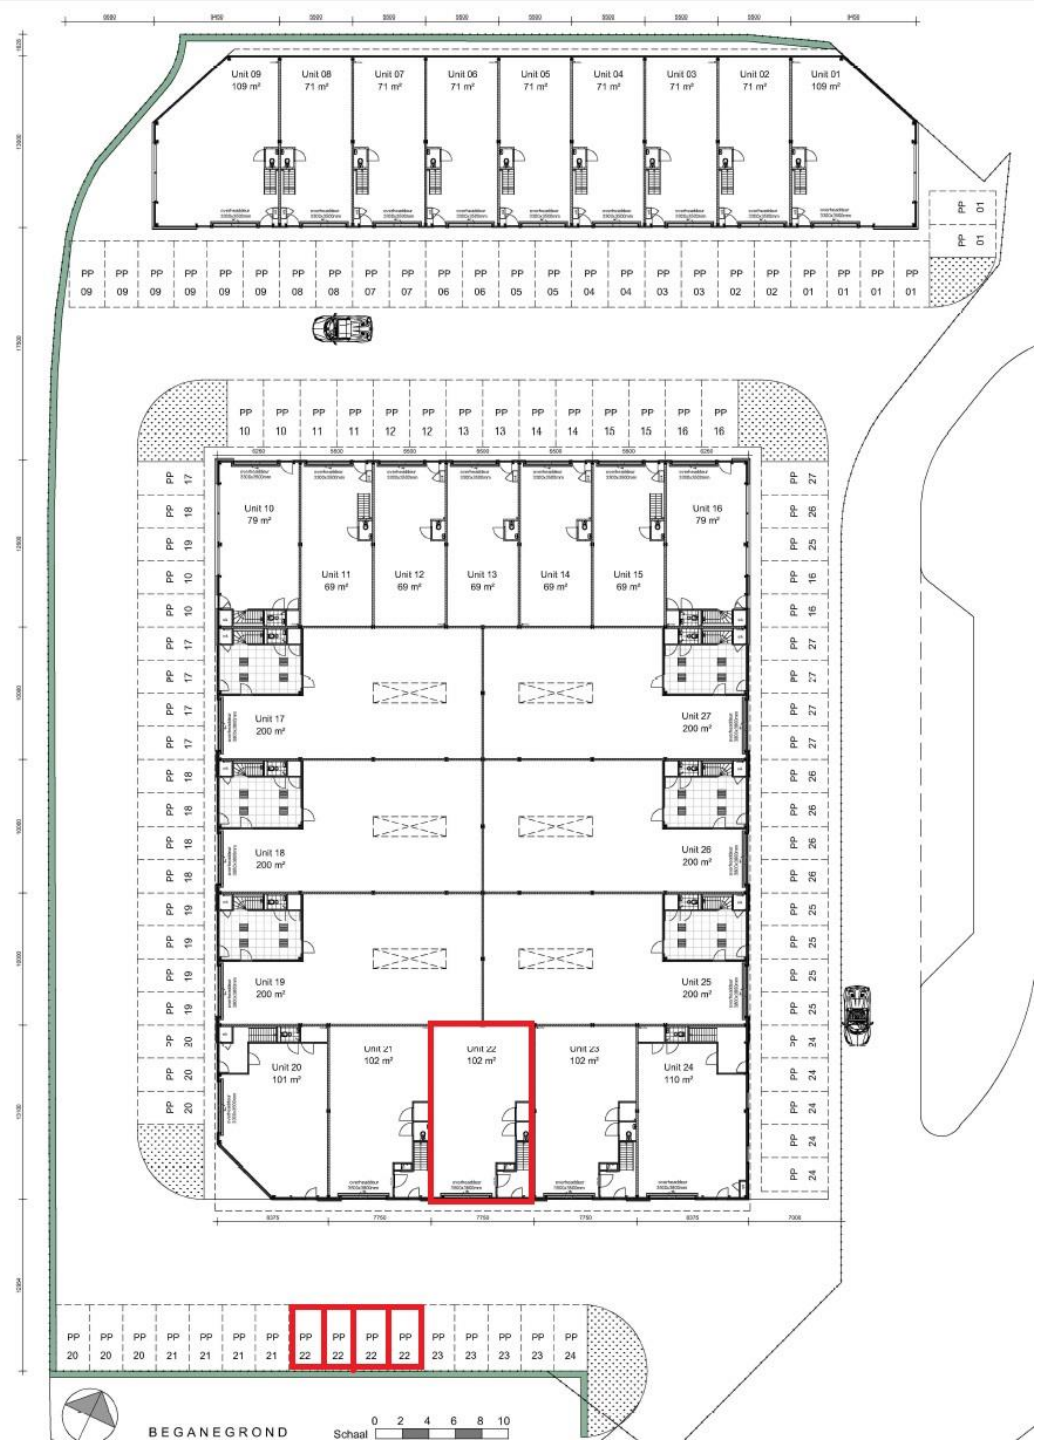 Unit 09
109 m²
Unit 08
71 m²
Unit 07
71 m²
Unit 06
71 m²
Unit 05
71 m²
Unit 04
71 m²
Unit 03
71 m²
Unit 02
71 m²
Unit 01
109 m²
PP 01
PP 01
PP PP PP PP PP PP PP PP PP PP PP PP PP PP PP PP PP PP PP PP PP PP PP
09 09 09 09 09 09 08 08 07 07 06 06 05 05 04 04 03 03 02 02 01 01 01 01
PP PP PP PP PP PP PP PP PP PP PP PP PP PP
10 10 11 11 12 12 13 13 14 14 15 15 16 16
Unit 10
79 m²
Unit 11
69 m²
Unit 12
69 m²
Unit 13
69 m²
Unit 14
69 m²
Unit 15
69 m²
Unit 16
79 m²
PP 17
PP 18
PP 19
PP 10
PP 10
PP 17
PP 17
PP 17
PP 17
PP 18
PP 18
PP 18
PP 18
PP 19
PP 19
PP 19
PP 19
PP 20
PP 20
PP 20
PP 27
PP 26
PP 25
PP 16
PP 16
PP 27
PP 27
PP 27
PP 27
PP 26
PP 26
PP 26
PP 26
PP 25
PP 25
PP 25
PP 25
PP 24
PP 24
PP 24
PP 24
PP 24
Unit 17
200 m²
Unit 27
200 m²
Unit 18
200 m²
Unit 26
200 m²
Unit 19
200 m²
Unit 25
200 m²
Unit 20
101 m²
Unit 21
102 m²
Unit 22
102 m²
Unit 23
102 m²
Unit 24
110 m²
8375 7750 7750 7750 8375 7005
PP PP PP PP PP PP PP PP PP PP PP PP PP PP PP PP
20 20 20 21 21 21 21 22 22 22 22 23 23 23 23 24
BEGANEGROND
Schaal 0 2 4 6 8 10